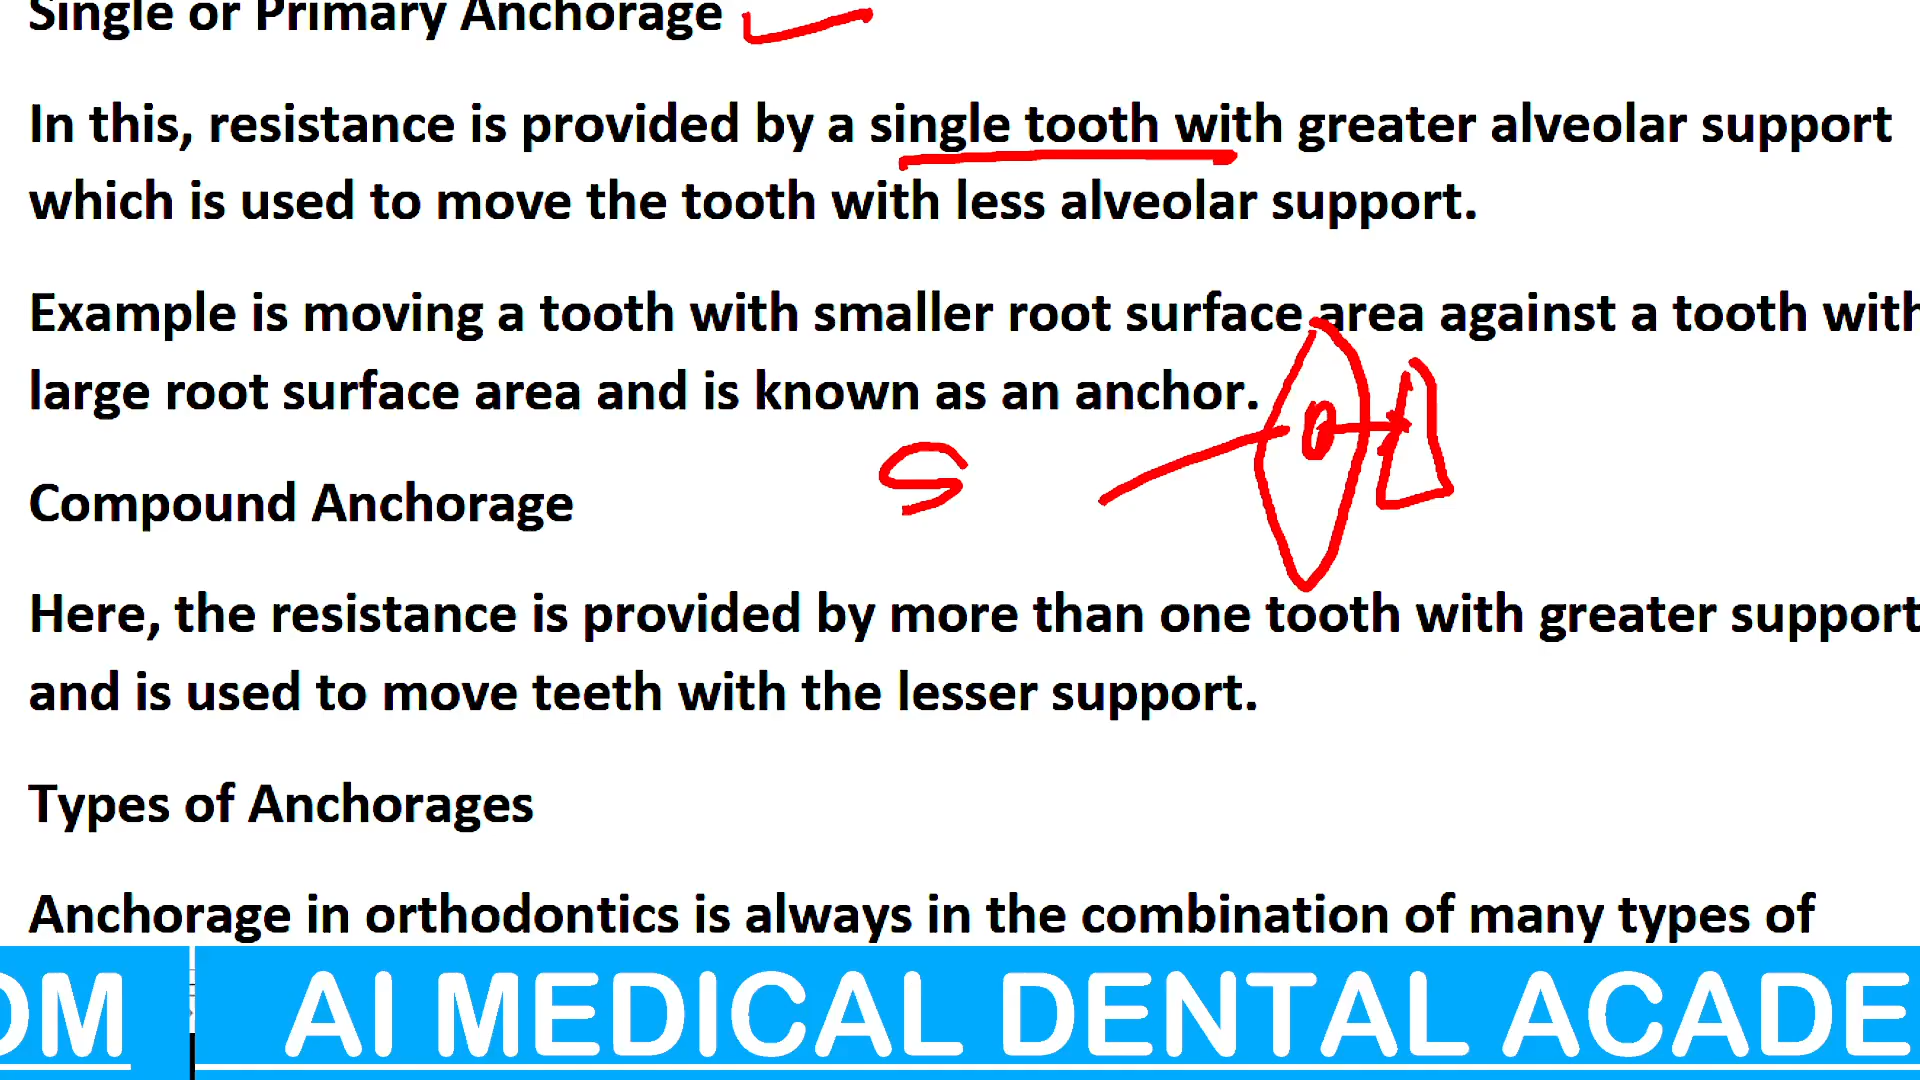 Single or Primary Anchorage
In this, resistance is provided by a single tooth with greater alveolar support
which is used to move the tooth with less alveolar support.
Example is moving a tooth with smaller root surface area against a tooth with
large root surface area and is known as an anchor.
Compound Anchorage
Here, the resistance is provided by more than one tooth with greater support
and is used to move teeth with the lesser support.
Types of Anchorages
Anchorage in orthodontics is always in the combination of many types of
OM AI MEDICAL DENTAL ACADE